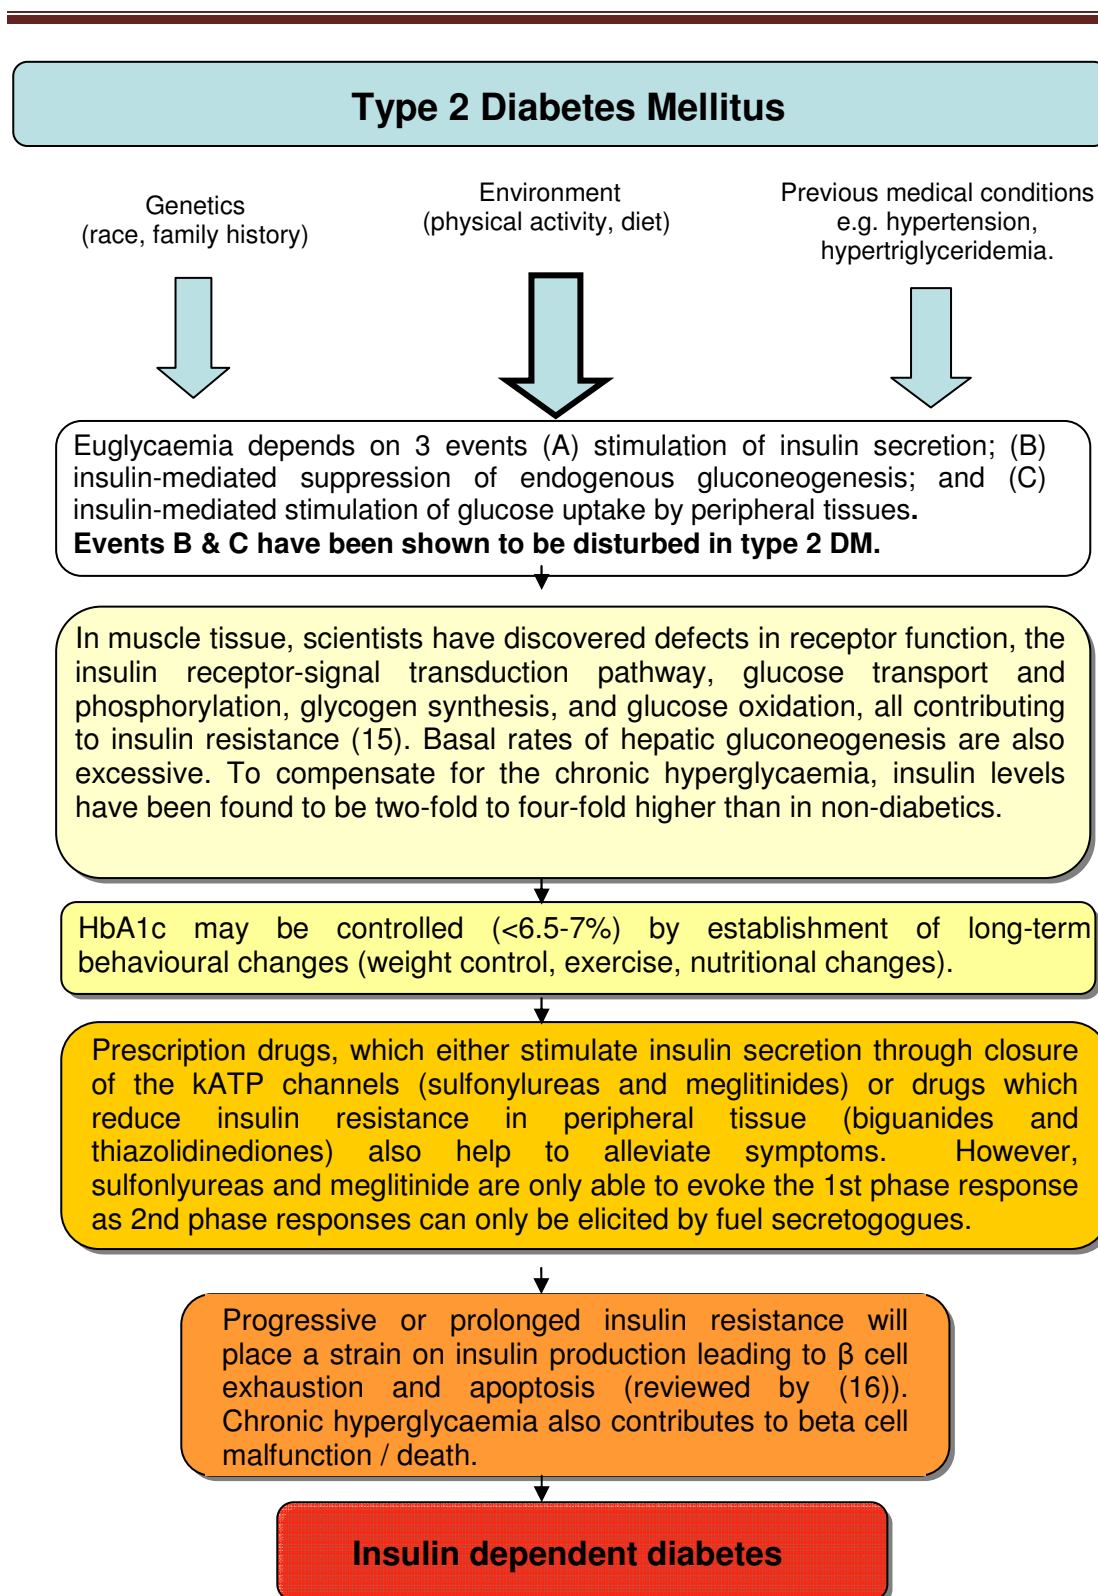 Type 2 Diabetes Mellitus
Genetics
(race, family history)
Environment
(physical activity, diet)
Previous medical conditions
e.g. hypertension,
hypertriglyceridemia.
Euglycaemia depends on 3 events (A) stimulation of insulin secretion; (B)
insulin-mediated suppression of endogenous gluconeogenesis; and (C)
insulin-mediated stimulation of glucose uptake by peripheral tissues.
Events B & C have been shown to be disturbed in type 2 DM.
In muscle tissue, scientists have discovered defects in receptor function, the
insulin receptor-signal transduction pathway, glucose transport and
phosphorylation, glycogen synthesis, and glucose oxidation, all contributing
to insulin resistance (15). Basal rates of hepatic gluconeogenesis are also
excessive. To compensate for the chronic hyperglycaemia, insulin levels
have been found to be two-fold to four-fold higher than in non-diabetics.
HbA1c may be controlled (<6.5-7%) by establishment of long-term
behavioural changes (weight control, exercise, nutritional changes).
Prescription drugs, which either stimulate insulin secretion through closure
of the kATP channels (sulfonylureas and meglitinides) or drugs which
reduce insulin resistance in peripheral tissue (biguanides and
thiazolidinediones) also help to alleviate symptoms. However,
sulfonlyureas and meglitinide are only able to evoke the 1st phase response
as 2nd phase responses can only be elicited by fuel secretogogues.
Progressive or prolonged insulin resistance will
place a strain on insulin production leading to β cell
exhaustion and apoptosis (reviewed by (16)).
Chronic hyperglycaemia also contributes to beta cell
malfunction / death.
Insulin dependent diabetes